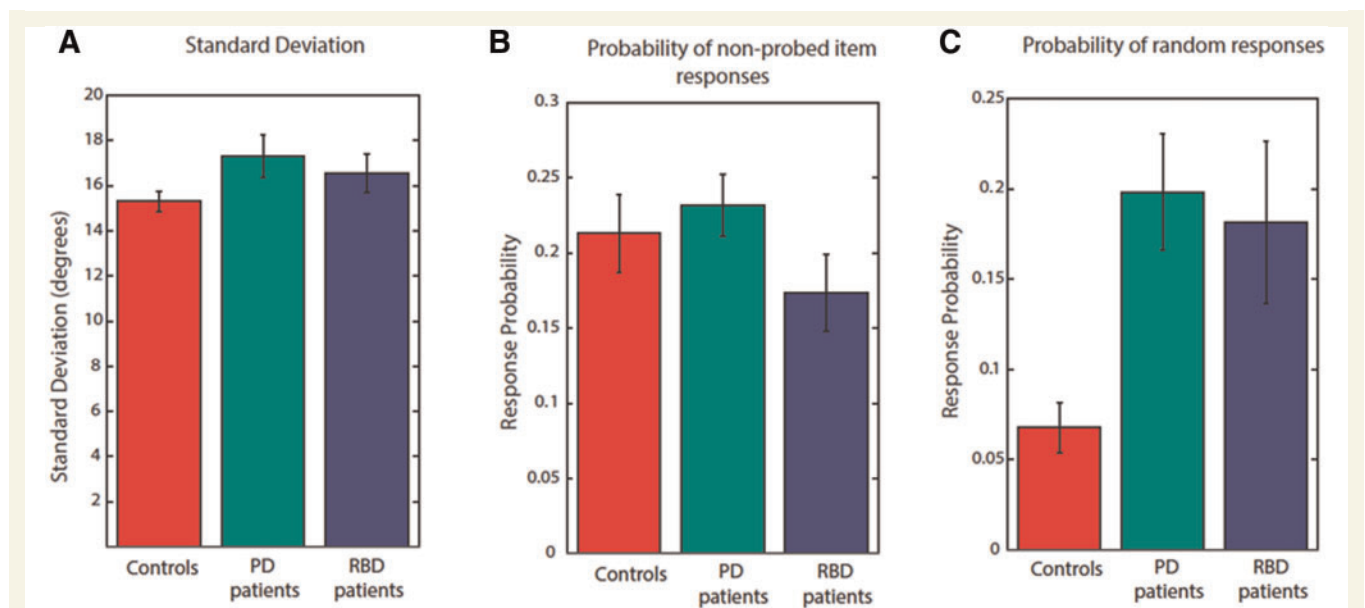 A
Standard Deviation
20
18
16
14
12
10
8
6
4
2
Standard Deviation (degrees)
Controls
PD
patients
RBD
patients
B
Probability of non-probed item
responses
0.3
0.25
0.2
0.15
0.1
0.05
0
Response Probability
Controls
PD
patients
RBD
patients
C
Probability of random responses
0.25
0.2
0.15
0.1
0.05
0
Response Probability
Controls
PD
patients
RBD
patients